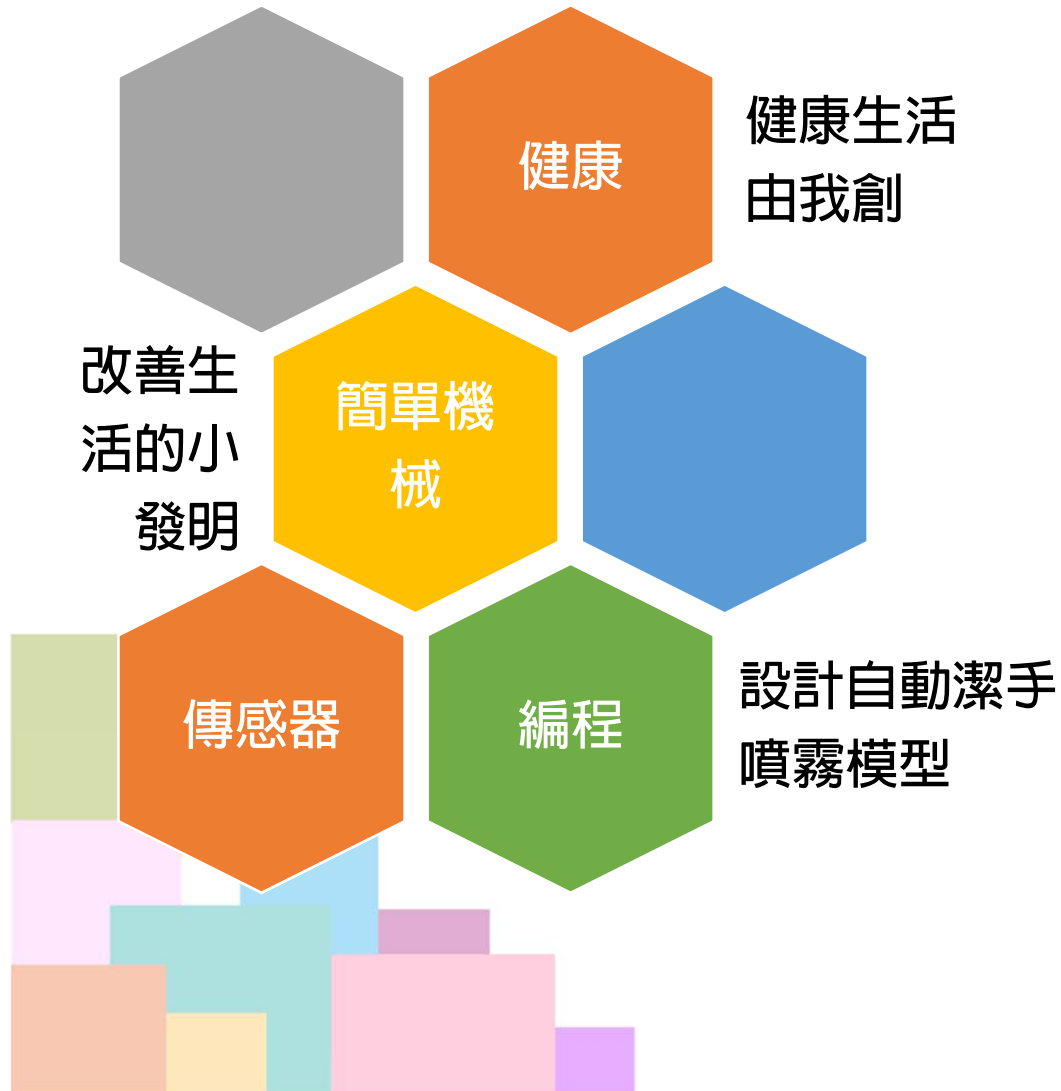 健康
健康生活
由我創
改善生
活的小
發明
簡單機
械
傳感器
編程
設計自動潔手
噴霧模型